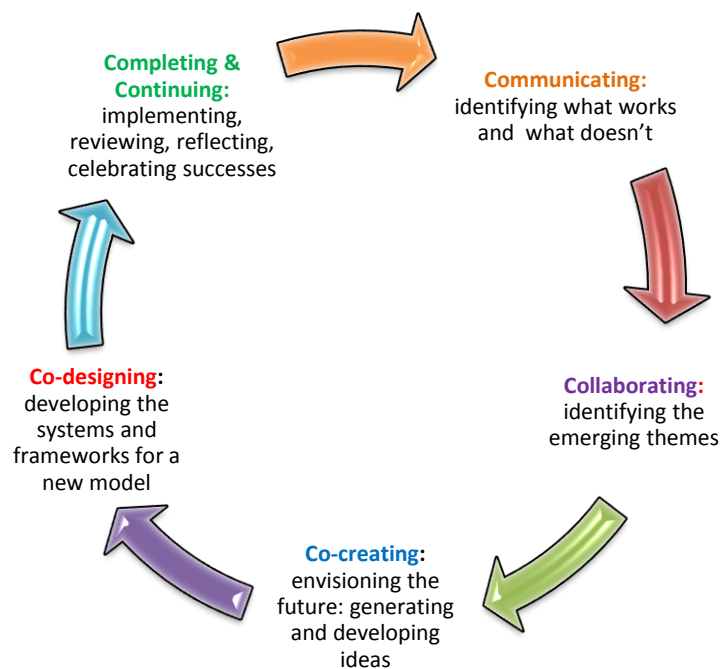 Completing &
Continuing:
implementing,
reviewing, reflecting,
celebrating successes
Communicating:
identifying what works
and what doesn't
Collaborating:
identifying the
emerging themes
Co-creating:
envisioning the
future: generating
and developing
ideas
Co-designing:
developing the
systems and
frameworks for a
new model